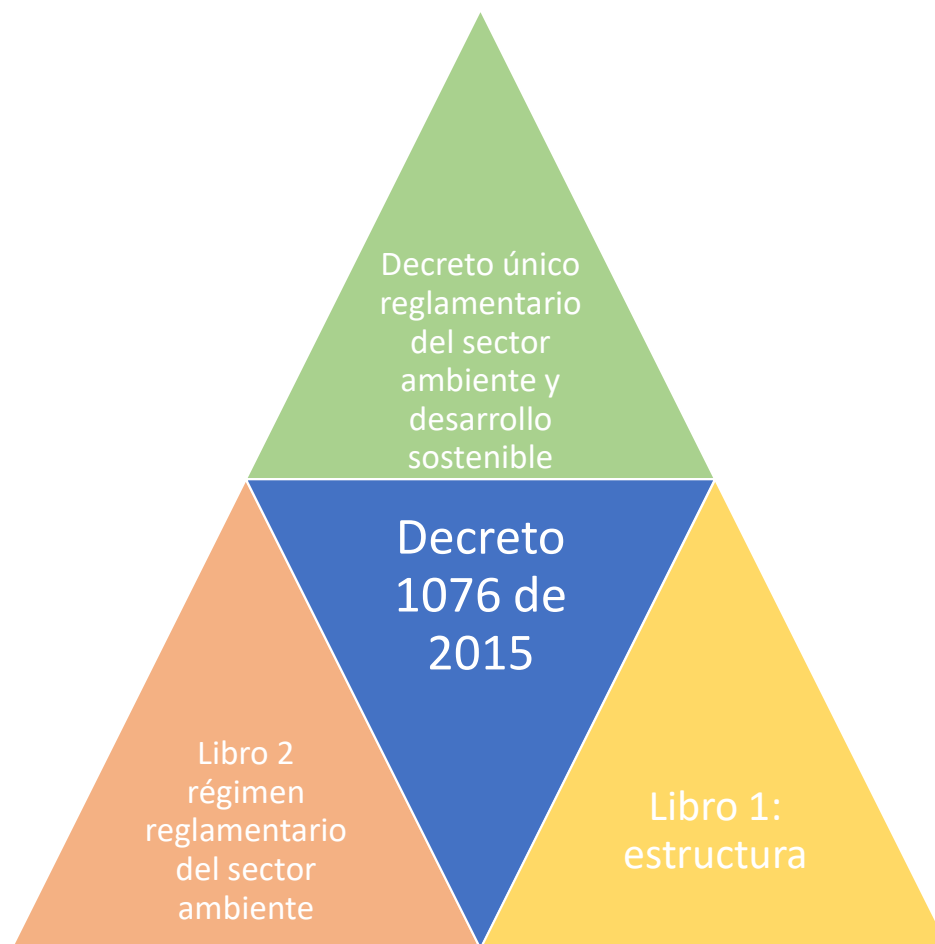 Decreto único
reglamentario
del sector
ambiente y
desarrollo
sostenible
Decreto
1076 de
2015
Libro 2
régimen
reglamentario
del sector
ambiente
Libro 1:
estructura